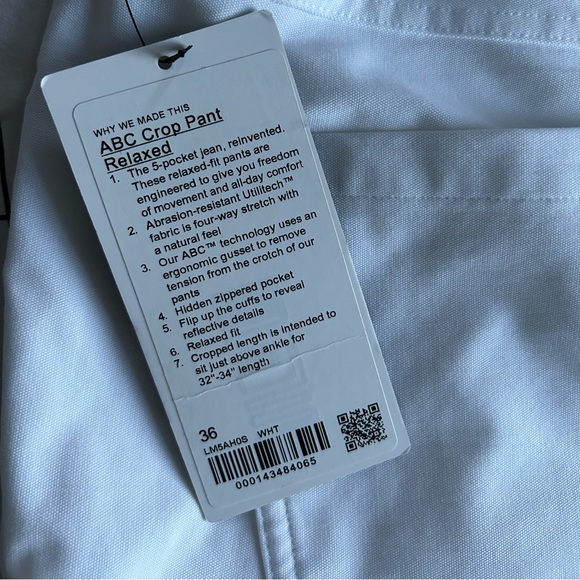 WHY WE MADE THIS
ABC Crop Pant
Relaxed
1. The 5-pocket jean, reinvented.
These relaxed-fit pants are
engineered to give you freedom
of movement and all-day comfort
2. Abrasion-resistant Utilitech™
fabric is four-way stretch with
a natural feel
3. Our ABC™ technology uses an
ergonomic gusset to remove
tension from the crotch of our
pants
4. Hidden zippered pocket
5. Flip up the cuffs to reveal
reflective details
6. Relaxed fit
7. Cropped length is intended to
sit just above ankle for
32"-34" length
36
LM5AH0S WHT
000143484065